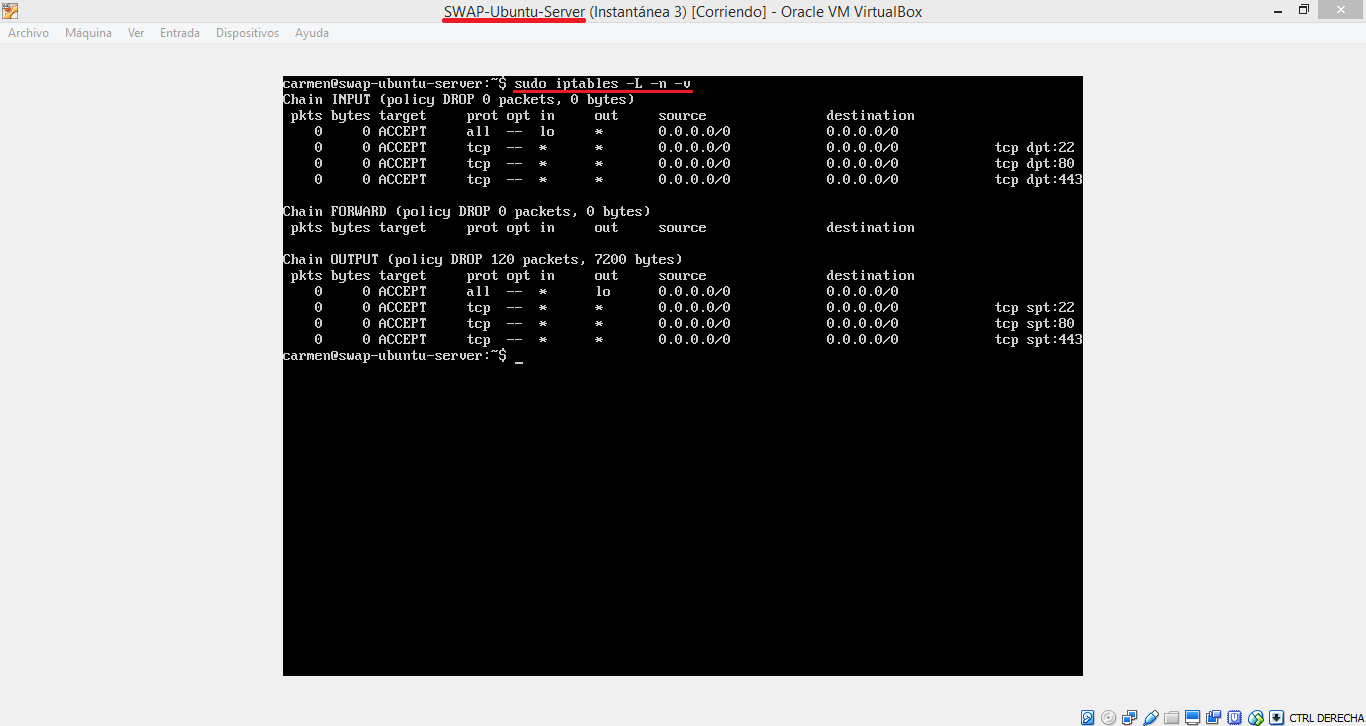 SWAP-Ubuntu-Server (Instantánea 3) [Corriendo] - Oracle VM VirtualBox
Archivo Máquina Ver Entrada Dispositivos Ayuda
carmen@swap-ubuntu-server:~$ sudo iptables -L -n -v
Chain INPUT (policy DROP 0 packets, 0 bytes)
 pkts bytes target     prot opt in     out     source               destination
    0     0 ACCEPT     all  --  lo     *       0.0.0.0/0            0.0.0.0/0
    0     0 ACCEPT     tcp  --  *      *       0.0.0.0/0            0.0.0.0/0            tcp dpt:22
    0     0 ACCEPT     tcp  --  *      *       0.0.0.0/0            0.0.0.0/0            tcp dpt:80
    0     0 ACCEPT     tcp  --  *      *       0.0.0.0/0            0.0.0.0/0            tcp dpt:443
Chain FORWARD (policy DROP 0 packets, 0 bytes)
 pkts bytes target     prot opt in     out     source               destination
Chain OUTPUT (policy DROP 120 packets, 7200 bytes)
 pkts bytes target     prot opt in     out     source               destination
    0     0 ACCEPT     all  --  *      lo      0.0.0.0/0            0.0.0.0/0
    0     0 ACCEPT     tcp  --  *      *       0.0.0.0/0            0.0.0.0/0            tcp spt:22
    0     0 ACCEPT     tcp  --  *      *       0.0.0.0/0            0.0.0.0/0            tcp spt:80
    0     0 ACCEPT     tcp  --  *      *       0.0.0.0/0            0.0.0.0/0            tcp spt:443
carmen@swap-ubuntu-server:~$ _
CTRL DERECHA